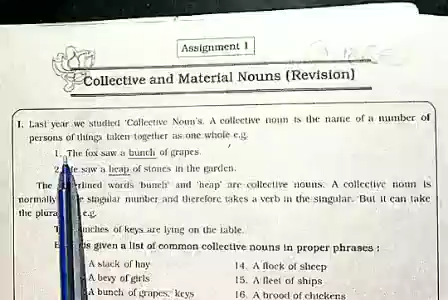 Assignment 1
Collective and Material Nouns (Revision)
I. Last year we studied 'Collective Noun's. A collective noun is the name of a number of
persons of things taken together as one whole e.g.
1. The fox saw a bunch of grapes.
2. He saw a heap of stones in the garden.
The words 'bunch' and 'heap' are collective nouns. A collective noun is
normally singular number and therefore takes a verb in the singular. But it can take
the plural e.g.
of keys are lying on the table.
is given a list of common collective nouns in proper phrases :
A stack of hay
14. A flock of sheep
A bevy of girls
15. A fleet of ships
A bunch of grapes, keys
16. A brood of chickens